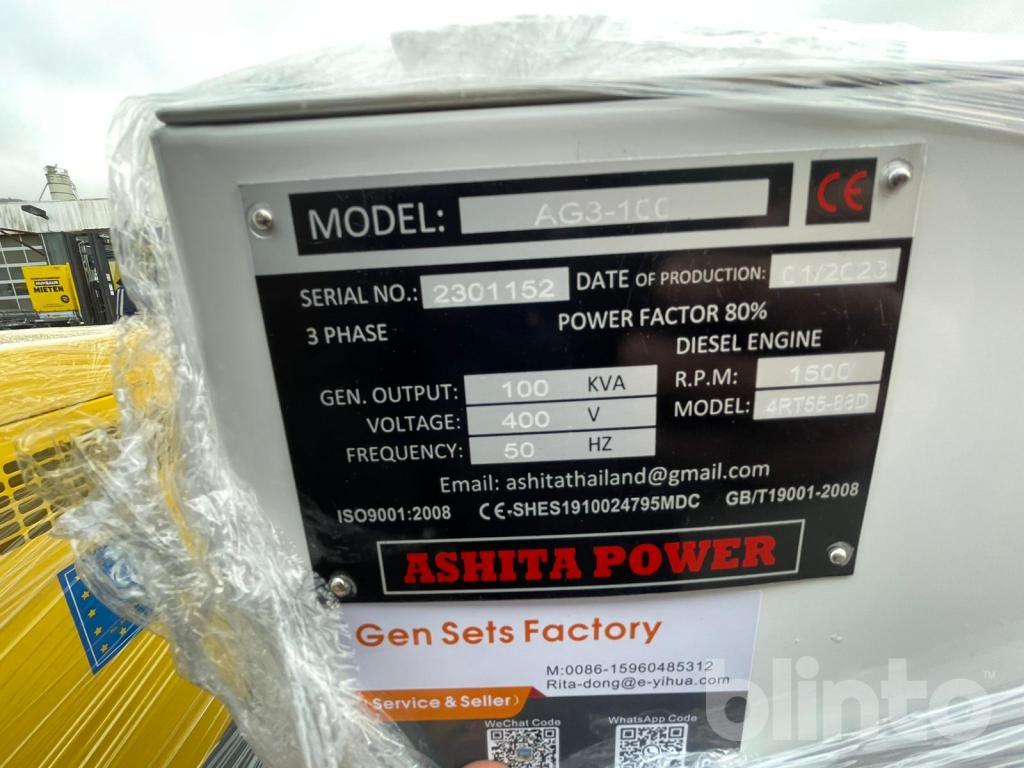 MODEL: AG3-100 CE
SERIAL NO.: 2301152 DATE OF PRODUCTION: 01/2023
3 PHASE POWER FACTOR 80%
DIESEL ENGINE
GEN. OUTPUT: 100 KVA R.P.M: 1500
VOLTAGE: 400 V MODEL: 4RT55-88D
FREQUENCY: 50 HZ
Email: ashitathailand@gmail.com
ISO9001:2008 CE-SHES1910024795MDC GB/T19001-2008
ASHITA POWER
Gen Sets Factory
M:0086-15960485312
Rita-dong@e-yihua.com
Service & Seller)
WeChat Code WhatsApp Code
MIETEN
blinto